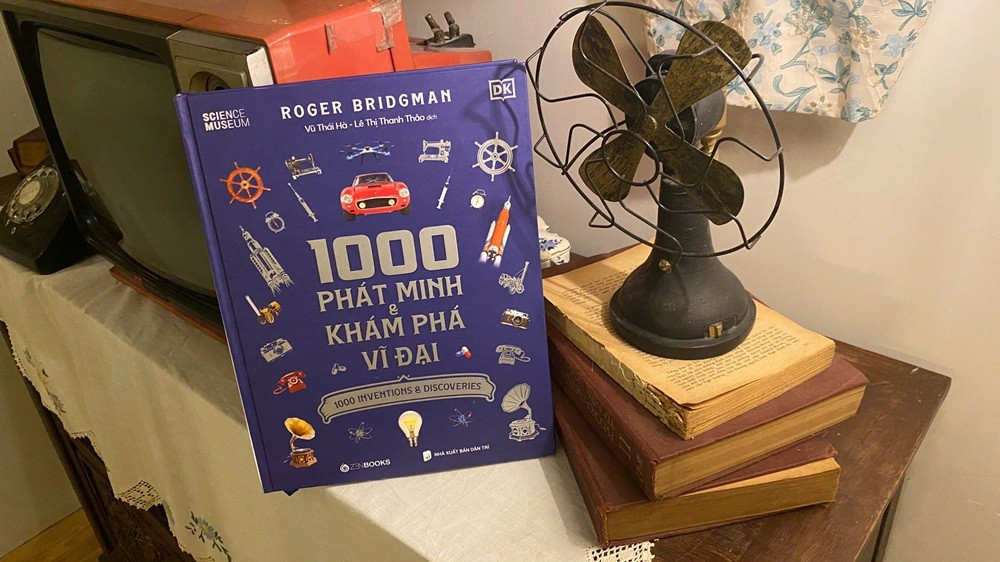 SCIENCE
MUSEUM
ROGER BRIDGMAN
Vũ Thái Hà - Lê Thị Thanh Thảo dịch
DK
1000
PHÁT MINH
&
KHÁM PHÁ
VĨ ĐẠI
1000 INVENTIONS & DISCOVERIES
ZENBOOKS
NHÀ XUẤT BẢN DÂN TRÍ